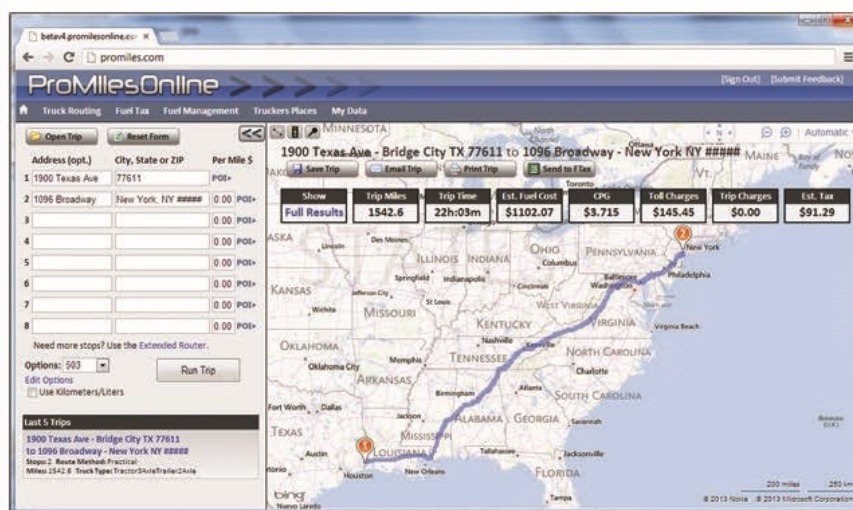 betav4.promilesonline.co
promiles.com
ProMilesOnline >>>>>
[Sign Out] [Submit Feedback]
Truck Routing Fuel Tax Fuel Management Truckers Places My Data
Open Trip Reset Form <<
Address (opt.) City, State or ZIP Per Mile $
1 1900 Texas Ave 77611 POI▸
2 1096 Broadway New York, NY ##### 0.00 POI▸
3 0.00 POI▸
4 0.00 POI▸
5 0.00 POI▸
6 0.00 POI▸
7 0.00 POI▸
8 0.00 POI▸
Need more stops? Use the Extended Router.
Options: 503
Run Trip
Edit Options
Use Kilometers/Liters
Last 5 Trips
1900 Texas Ave - Bridge City TX 77611
to 1096 Broadway - New York NY #####
Stops:2 Route Method:Practical
Miles:1542.6 Truck Type:Tractor3AxleTrailer2Axle
N Automatic
1900 Texas Ave - Bridge City TX 77611 to 1096 Broadway - New York NY #####
Save Trip Email Trip Print Trip Send to FTax
Show Trip Miles Trip Time Est. Fuel Cost CPG Toll Charges Trip Charges Est. Tax
Full Results 1542.6 22h:03m $1102.07 $3.715 $145.45 $0.00 $91.29
MINNESOTA
North
Ottawa
MAINE
VT.
Toronto
Lincoln
Des Moines
ILLINOIS
INDIANA
OHIO
PENNSYLVANIA
2
New York
Springfield
Indianapolis
Columbus
Philadelphia
Baltimore
Washington
KANSAS
Jefferson City
St Louis
Cincinnati
WEST VIRGINIA
Wichita
MISSOURI
KENTUCKY
VIRGINIA
Virginia Beach
Nashville
Knoxville
OKLAHOMA
Oklahoma City
Memphis
TENNESSEE
NORTH CAROLINA
Charlotte
ARKANSAS
Atlanta
SOUTH CAROLINA
Birmingham
Fort Worth
Dallas
Jackson
MISSISSIPPI
ALABAMA
GEORGIA
Savannah
TEXAS
1
Austin
LOUISIANA
Houston
New Orleans
Tallahassee
Jacksonville
FLORIDA
Tampa
Nuevo Laredo
bing
200 miles 250 km
© 2013 Nokia © 2013 Microsoft Corporation